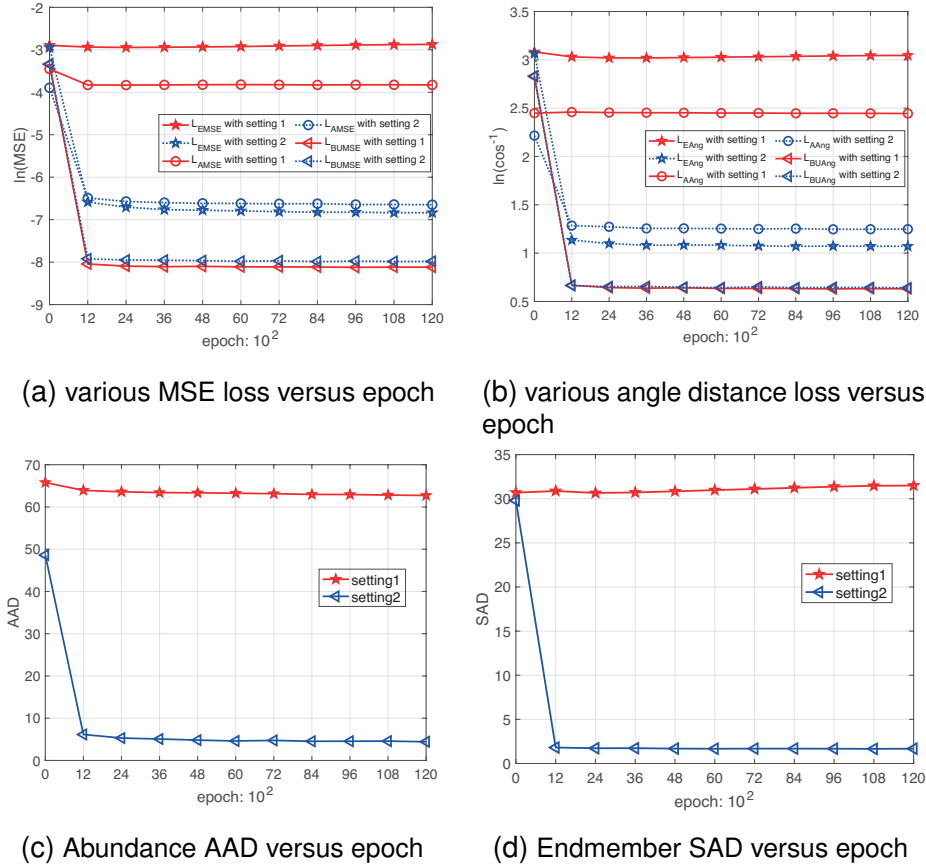 -2
-3
-4
-5
-6
-7
-8
-9
ln(MSE)
L_EMSE with setting 1
L_EMSE with setting 2
L_AMSE with setting 1
L_AMSE with setting 2
L_BUMSE with setting 1
L_BUMSE with setting 2
0 12 24 36 48 60 72 84 96 108 120
epoch: 10^2
(a) various MSE loss versus epoch
3.5
3.0
2.5
2
1.5
1
0.5
ln(cos^-1)
L_EAng with setting 1
L_EAng with setting 2
L_AAng with setting 1
L_AAng with setting 2
L_BUAng with setting 1
L_BUAng with setting 2
0 12 24 36 48 60 72 84 96 108 120
epoch: 10^2
(b) various angle distance loss versus
epoch
70
60
50
40
30
20
10
0
AAD
setting1
setting2
0 12 24 36 48 60 72 84 96 108 120
epoch: 10^2
(c) Abundance AAD versus epoch
35
30
25
20
15
10
5
0
SAD
setting1
setting2
0 12 24 36 48 60 72 84 96 108 120
epoch: 10^2
(d) Endmember SAD versus epoch